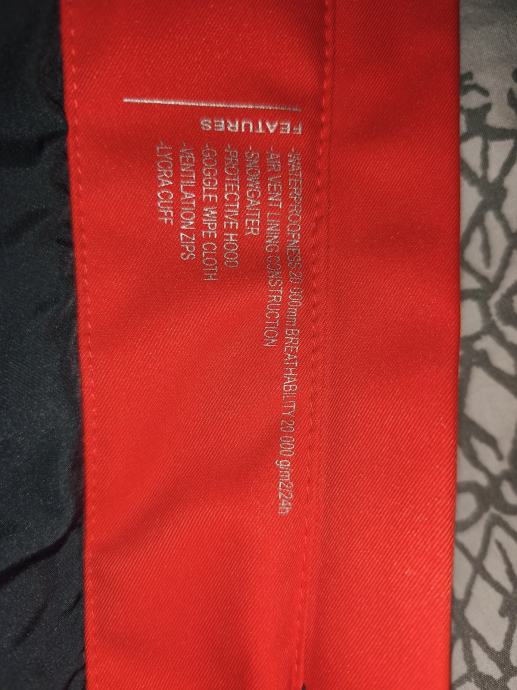 FEATURES
-WATERPROOFNESS 20 000mm BREATHABILITY 20 000 g/m2/24h
-AIR VENT LINING CONSTRUCTION
-SNOWGAITER
-PROTECTIVE HOOD
-GOGGLE WIPE CLOTH
-VENTILATION ZIPS
-LYCRA CUFF